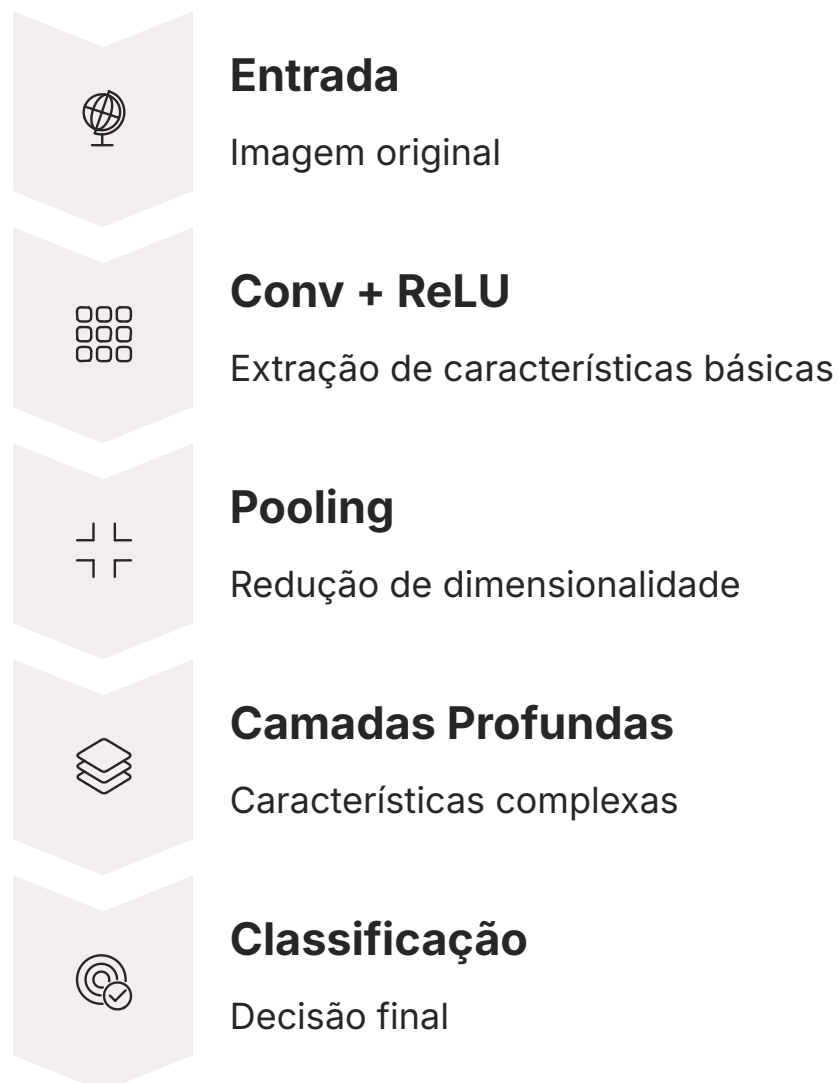 Entrada
Imagem original
Conv + ReLU
Extração de características básicas
Pooling
Redução de dimensionalidade
Camadas Profundas
Características complexas
Classificação
Decisão final